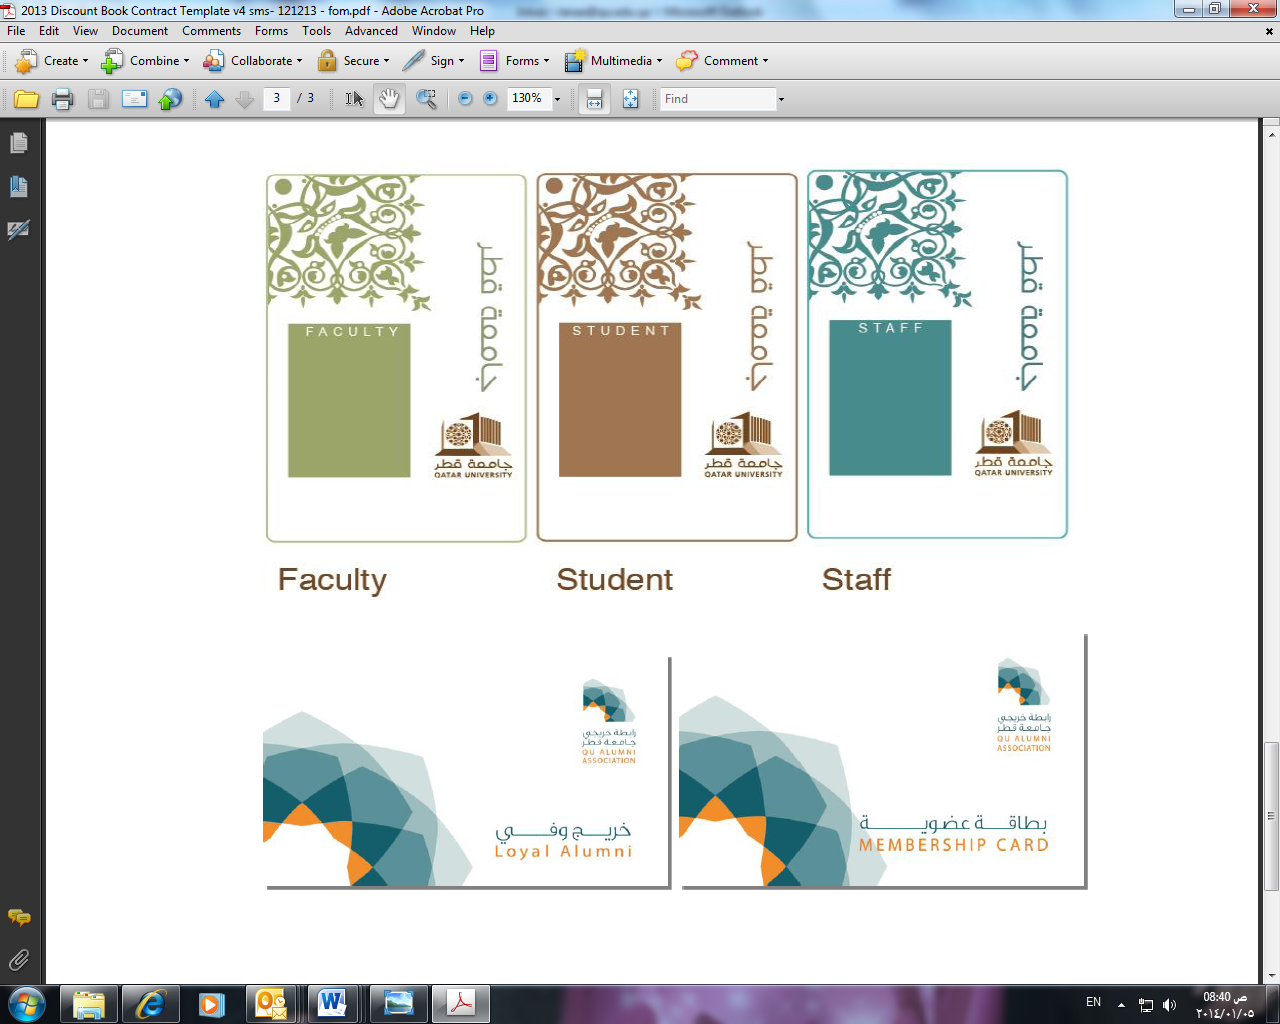 2013 Discount Book Contract Template v4 sms- 121213 - fom.pdf - Adobe Acrobat Pro
File Edit View Document Comments Forms Tools Advanced Window Help
Create Combine Collaborate Secure Sign Forms Multimedia Comment
3 / 3 130% Find
FACULTY
جامعة قطر
جامعة قطر
QATAR UNIVERSITY
STUDENT
جامعة قطر
جامعة قطر
QATAR UNIVERSITY
STAFF
جامعة قطر
جامعة قطر
QATAR UNIVERSITY
Faculty Student Staff
رابطة خريجي
جامعة قطر
QU ALUMNI
ASSOCIATION
خريج وفي
Loyal Alumni
رابطة خريجي
جامعة قطر
QU ALUMNI
ASSOCIATION
بطاقة عضوية
MEMBERSHIP CARD
EN
08:40 ص
٢٠١٤/٠١/٠٥